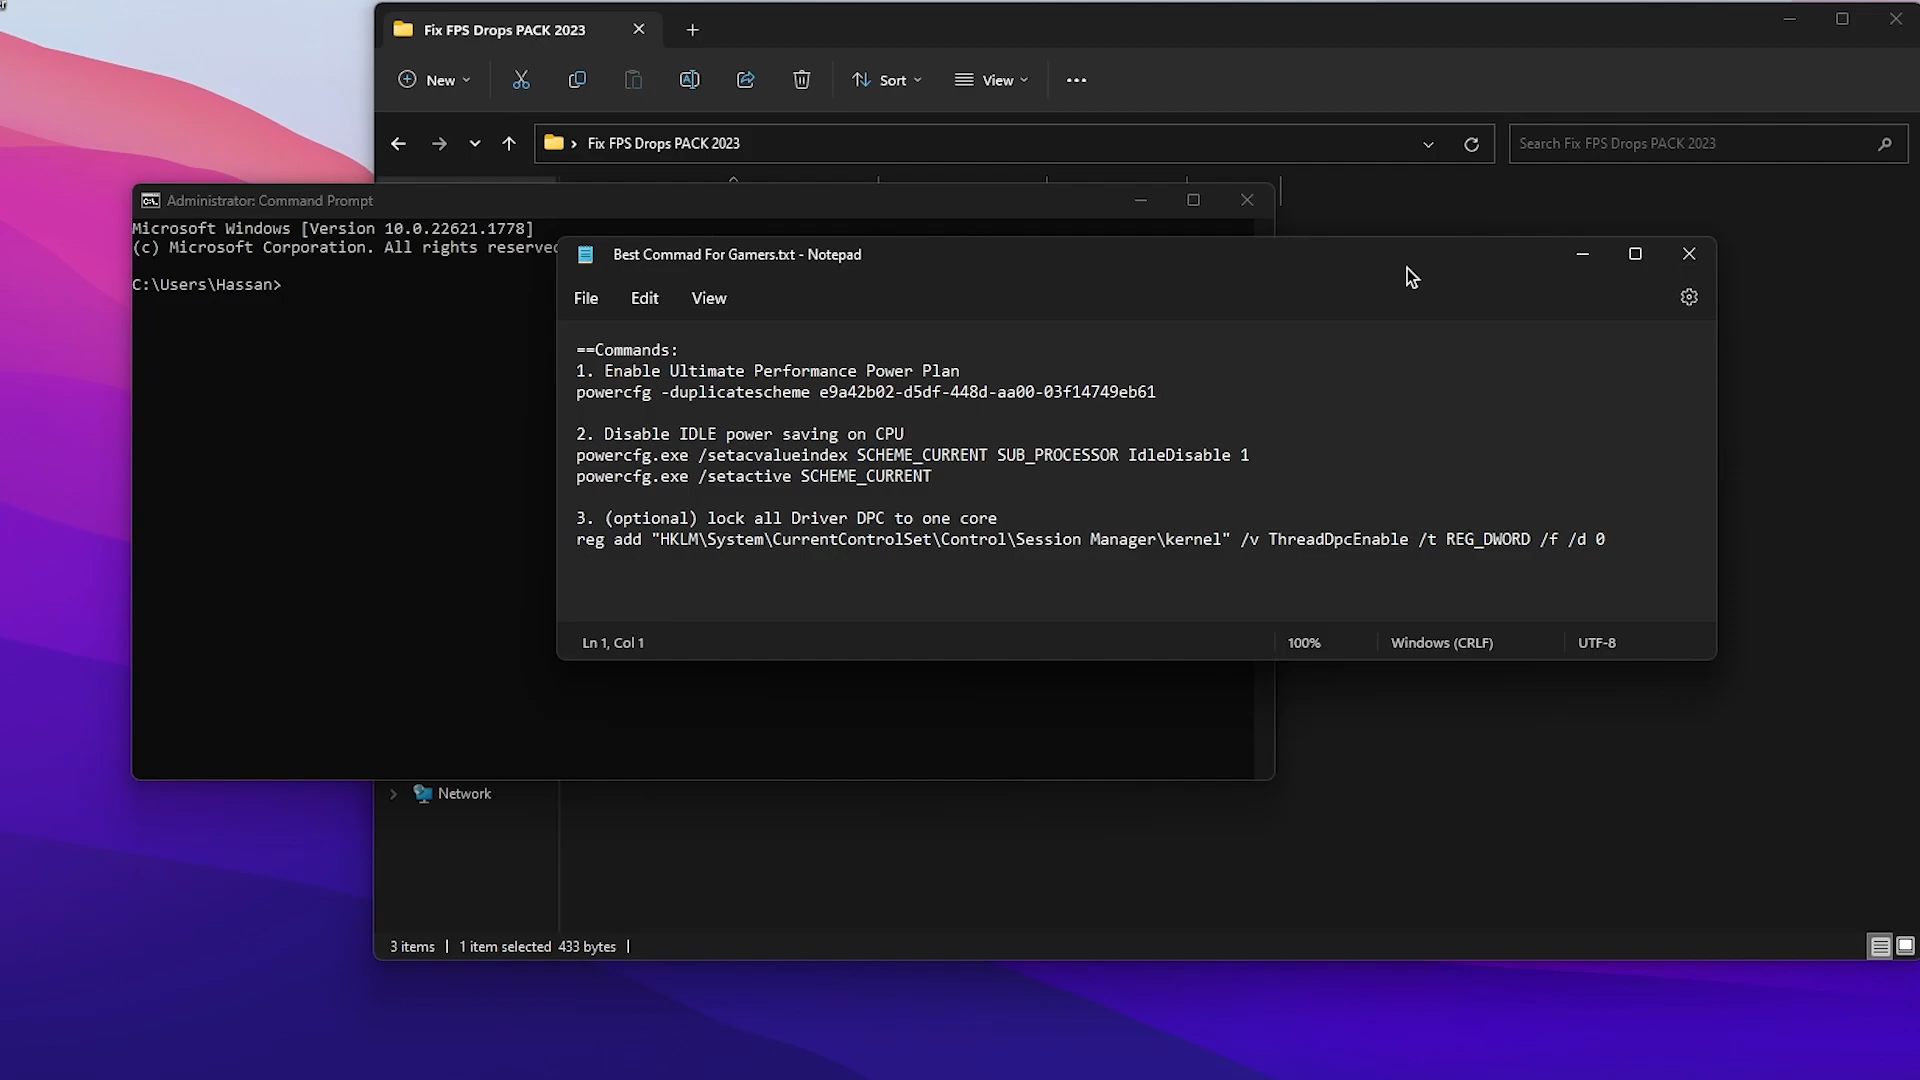 Fix FPS Drops PACK 2023
New
Sort
View
Fix FPS Drops PACK 2023
Search Fix FPS Drops PACK 2023
Administrator: Command Prompt
Microsoft Windows [Version 10.0.22621.1778]
(c) Microsoft Corporation. All rights reserved
C:\Users\Hassan>
Best Commad For Gamers.txt - Notepad
File Edit View
==Commands:
1. Enable Ultimate Performance Power Plan
powercfg -duplicatescheme e9a42b02-d5df-448d-aa00-03f14749eb61
2. Disable IDLE power saving on CPU
powercfg.exe /setacvalueindex SCHEME_CURRENT SUB_PROCESSOR IdleDisable 1
powercfg.exe /setactive SCHEME_CURRENT
3. (optional) lock all Driver DPC to one core
reg add "HKLM\System\CurrentControlSet\Control\Session Manager\kernel" /v ThreadDpcEnable /t REG_DWORD /f /d 0
Ln 1, Col 1
100%
Windows (CRLF)
UTF-8
Network
3 items
1 item selected 433 bytes